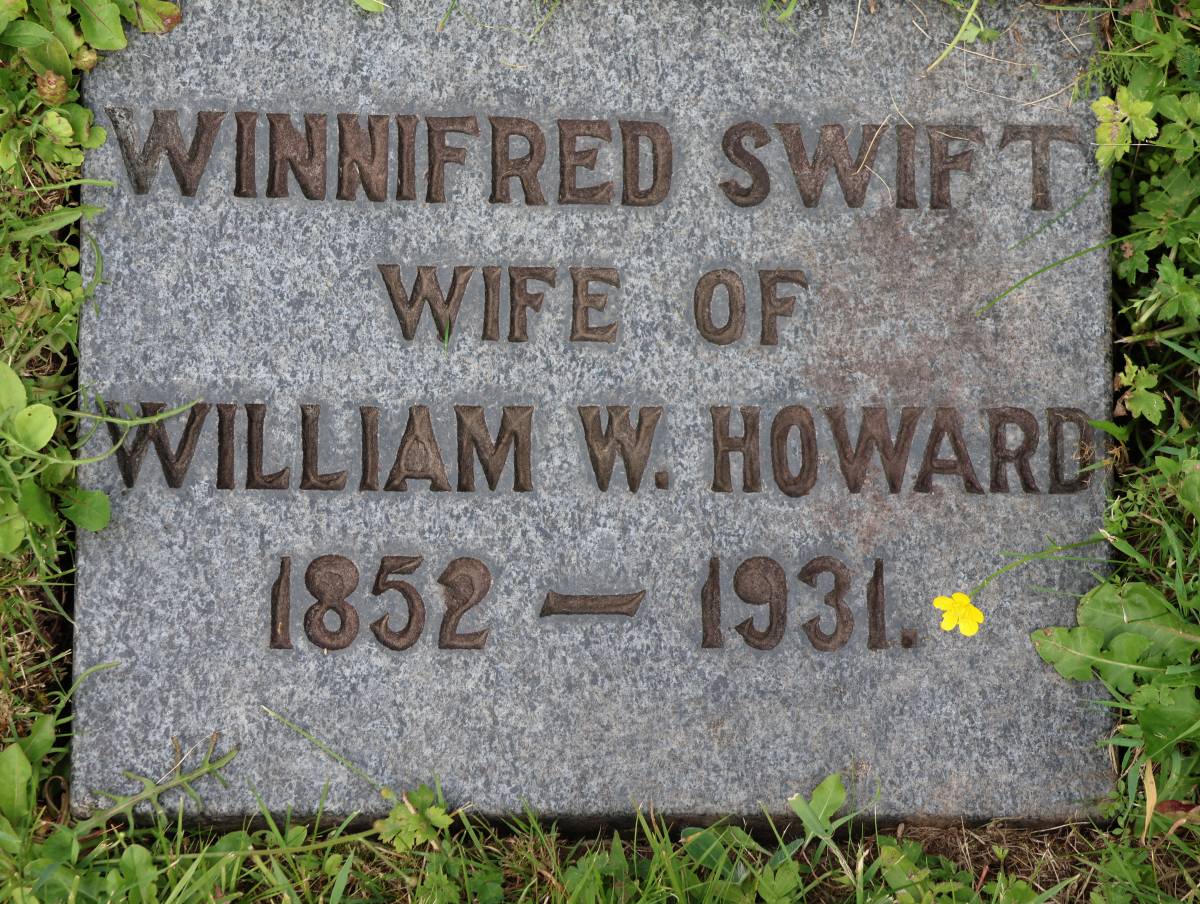 WINNIFRED SWIFT
WIFE OF
WILLIAM W. HOWARD
1852 — 1931.